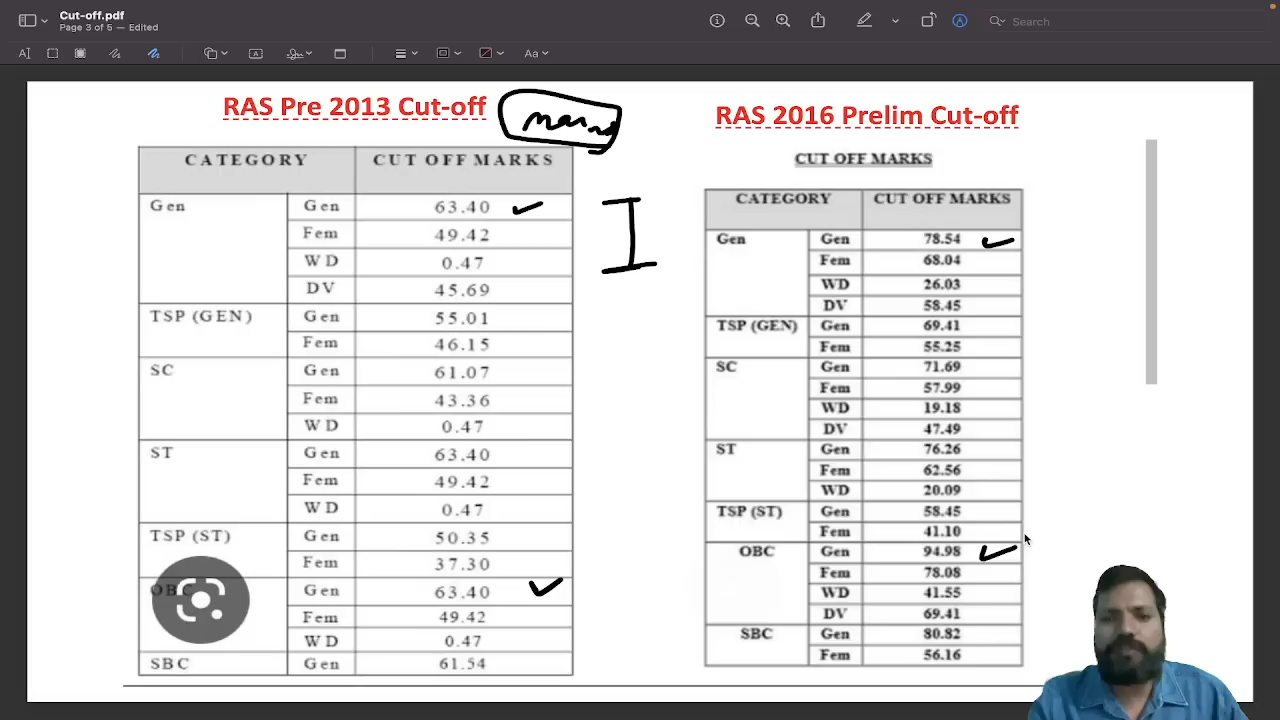 Cut-off.pdf
Page 3 of 5 — Edited
Search
Aa
RAS Pre 2013 Cut-off
CATEGORY CUT OFF MARKS
Gen Gen 63.40
Fem 49.42
WD 0.47
DV 45.69
TSP (GEN) Gen 55.01
Fem 46.15
SC Gen 61.07
Fem 43.36
WD 0.47
ST Gen 63.40
Fem 49.42
WD 0.47
TSP (ST) Gen 50.35
Fem 37.30
OBC Gen 63.40
Fem 49.42
WD 0.47
SBC Gen 61.54
I
RAS 2016 Prelim Cut-off
CUT OFF MARKS
CATEGORY CUT OFF MARKS
Gen Gen 78.54
Fem 68.04
WD 26.03
DV 58.45
TSP (GEN) Gen 69.41
Fem 55.25
SC Gen 71.69
Fem 57.99
WD 19.18
DV 47.49
ST Gen 76.26
Fem 62.56
WD 20.09
TSP (ST) Gen 58.45
Fem 41.10
OBC Gen 94.98
Fem 78.08
WD 41.55
DV 69.41
SBC Gen 80.82
Fem 56.16